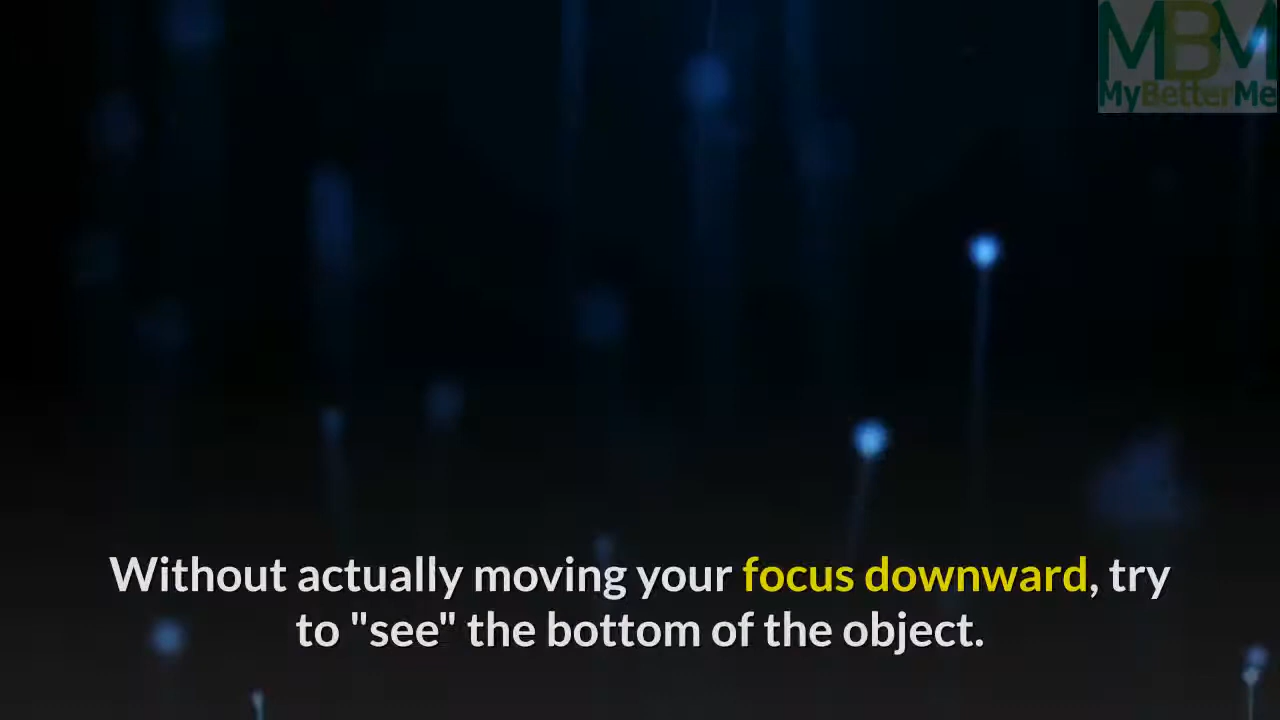 MBM
MyBetterMe
Without actually moving your focus downward, try
to "see" the bottom of the object.